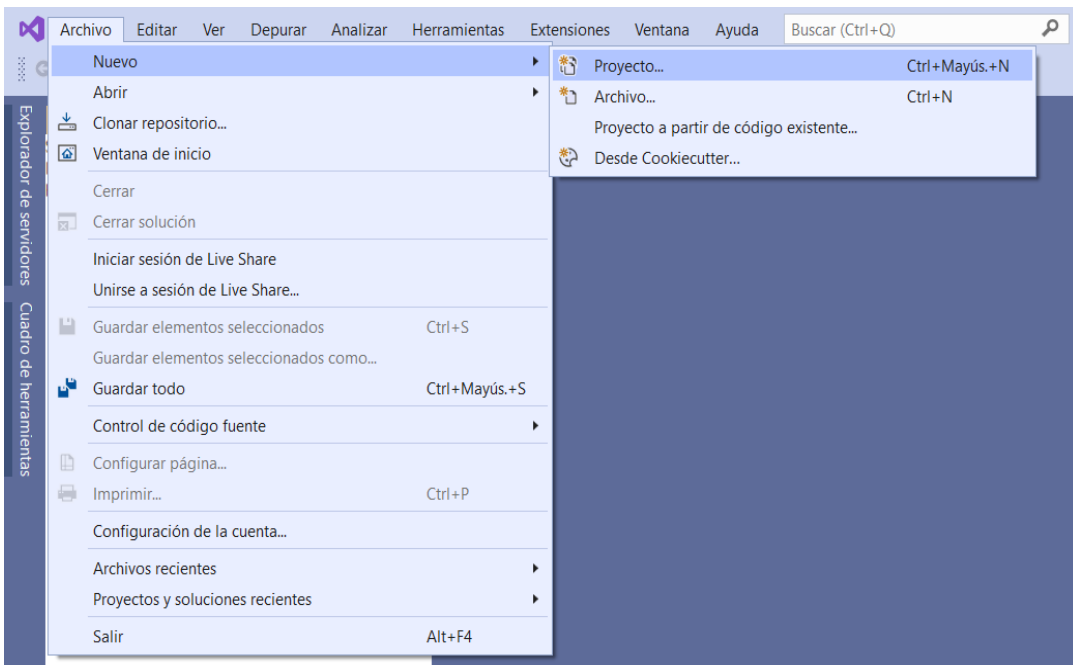 Archivo Editar Ver Depurar Analizar Herramientas Extensiones Ventana Ayuda Buscar (Ctrl+Q)
Nuevo
Abrir
Clonar repositorio...
Ventana de inicio
Cerrar
Cerrar solución
Iniciar sesión de Live Share
Unirse a sesión de Live Share...
Guardar elementos seleccionados Ctrl+S
Guardar elementos seleccionados como...
Guardar todo Ctrl+Mayús.+S
Control de código fuente
Configurar página...
Imprimir... Ctrl+P
Configuración de la cuenta...
Archivos recientes
Proyectos y soluciones recientes
Salir Alt+F4
Proyecto... Ctrl+Mayús.+N
Archivo... Ctrl+N
Proyecto a partir de código existente...
Desde Cookiecutter...
Explorador de servidores
Cuadro de herramientas